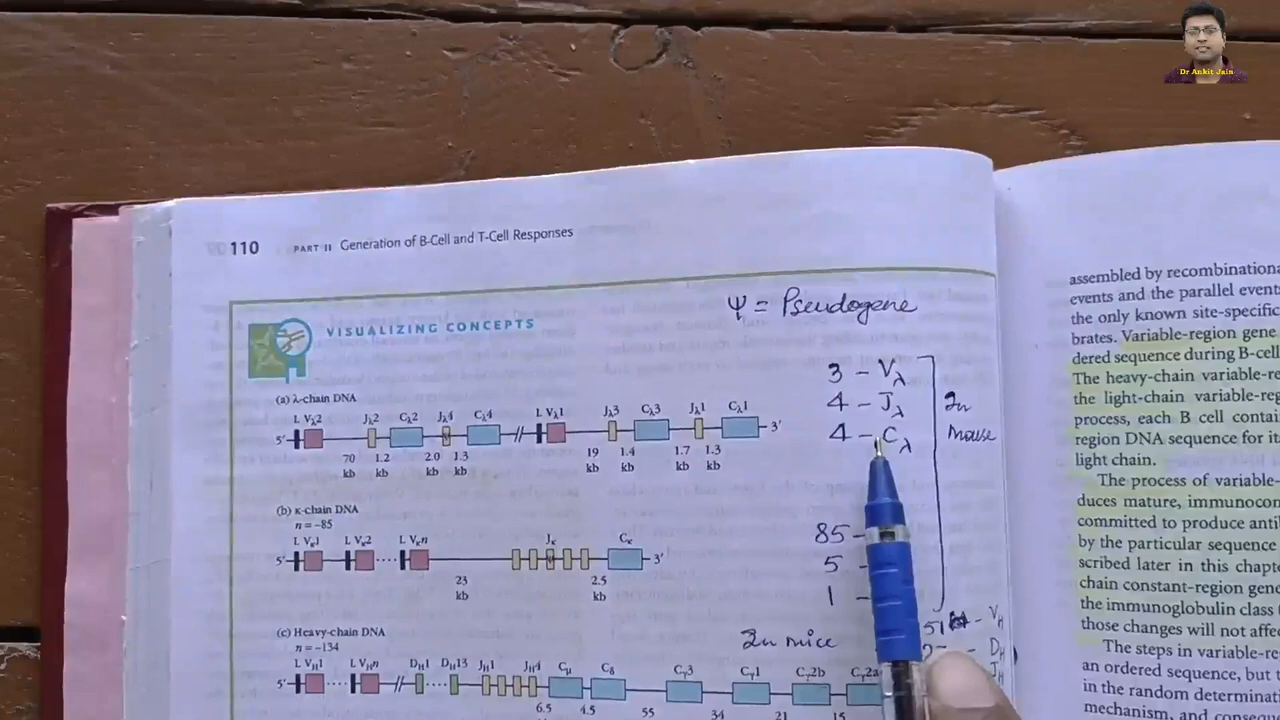 Dr Ankit Jain
110 PART II Generation of B-Cell and T-Cell Responses
Ψ = Pseudogene
VISUALIZING CONCEPTS
3 - Vλ
4 - Jλ
4 - Cλ
In
mouse
(a) λ-chain DNA
L Vλ2 Jλ2 Cλ2 Jλ4 Cλ4 L Vλ1 Jλ3 Cλ3 Jλ1 Cλ1
5′ 3′
70 1.2 2.0 1.3 19 1.4 1.7 1.3
kb kb kb kb kb kb kb kb
(b) κ-chain DNA
n = ~85
L Vκ1 L Vκ2 L Vκn Jκ Cκ
5′ 3′
23 2.5
kb kb
85 -
5 -
1 -
(c) Heavy-chain DNA
n = ~134
L VH1 L VHn DH1 DH13 JH1 JH4 Cμ Cδ Cγ3 Cγ1 Cγ2b Cγ2a
5′
6.5 4.5 55 34 21 15
In mice
51 - VH
DH
JH
assembled by recombination
events and the parallel event
the only known site-specific
brates. Variable-region gene
dered sequence during B-cell
The heavy-chain variable-re
the light-chain variable-reg
process, each B cell contai
region DNA sequence for it
light chain.
The process of variable-
duces mature, immunocom
committed to produce anti
by the particular sequence
scribed later in this chapte
chain constant-region gene
the immunoglobulin class
those changes will not affe
The steps in variable-re
an ordered sequence, but t
in the random determinat
mechanism, and conseq